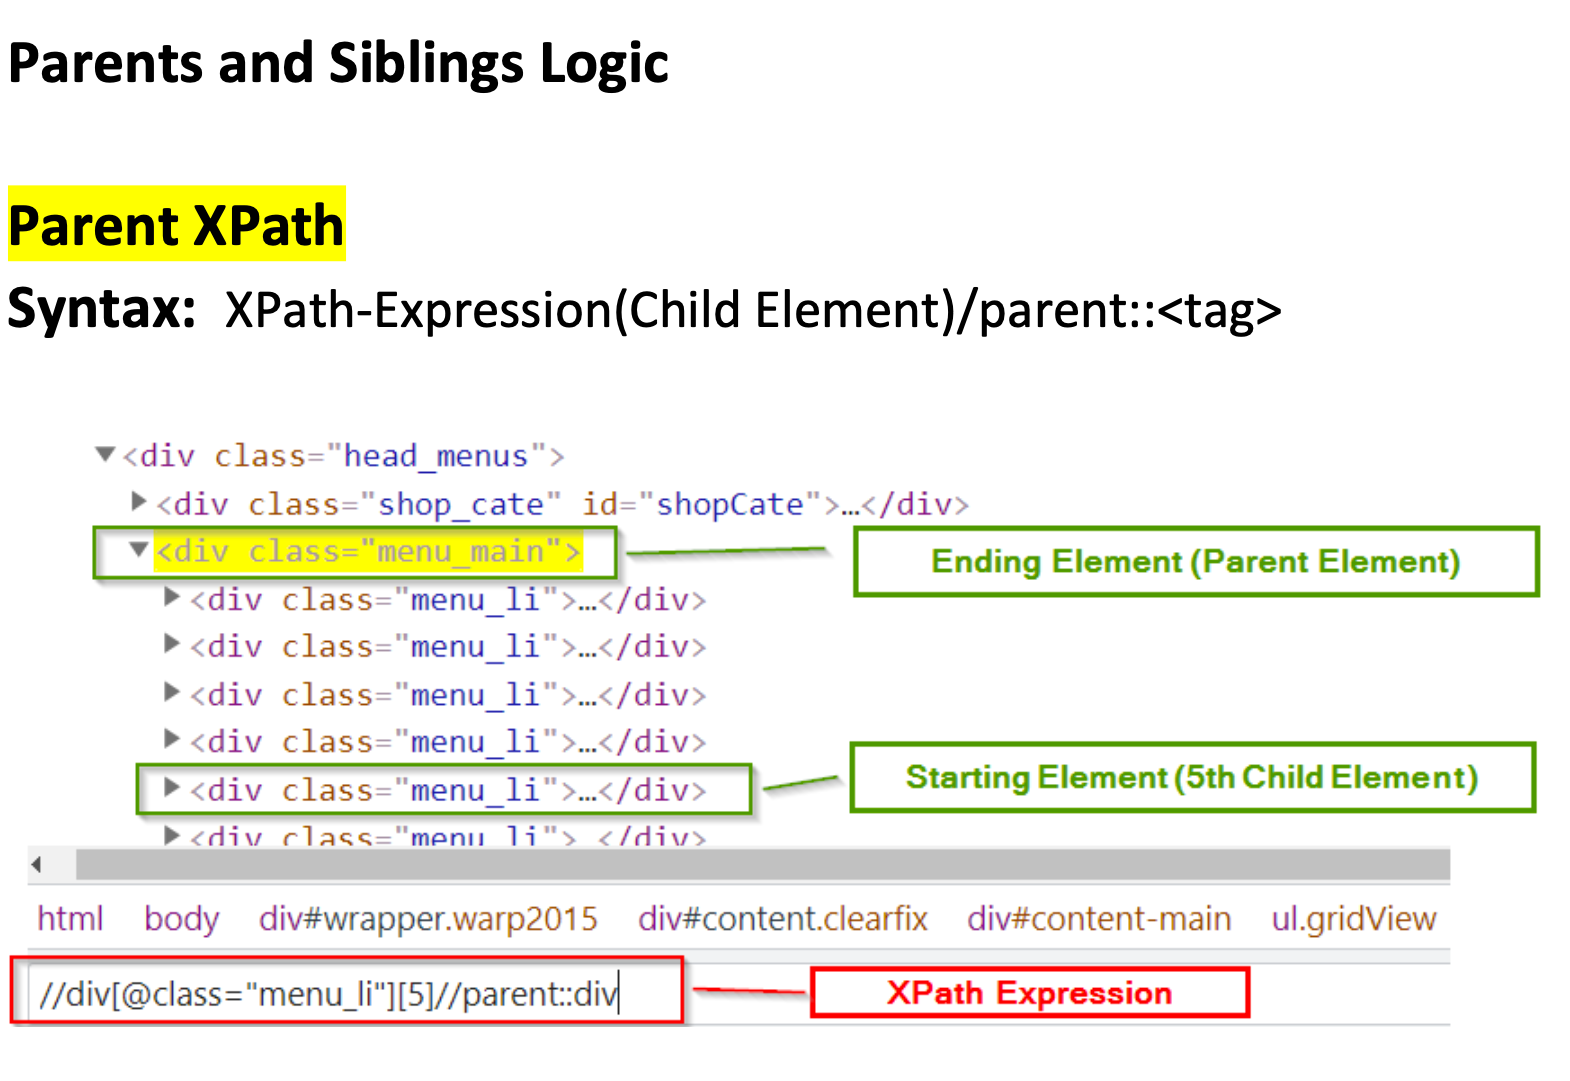 Parents and Siblings Logic
Parent XPath
Syntax: XPath-Expression(Child Element)/parent::<tag>
<div class="head_menus">
<div class="shop_cate" id="shopCate">…</div>
<div class="menu_main">
Ending Element (Parent Element)
<div class="menu_li">…</div>
<div class="menu_li">…</div>
<div class="menu_li">…</div>
<div class="menu_li">…</div>
<div class="menu_li">…</div>
Starting Element (5th Child Element)
<div class="menu_li"> </div>
html body div#wrapper.warp2015 div#content.clearfix div#content-main ul.gridView
//div[@class="menu_li"][5]//parent::div
XPath Expression